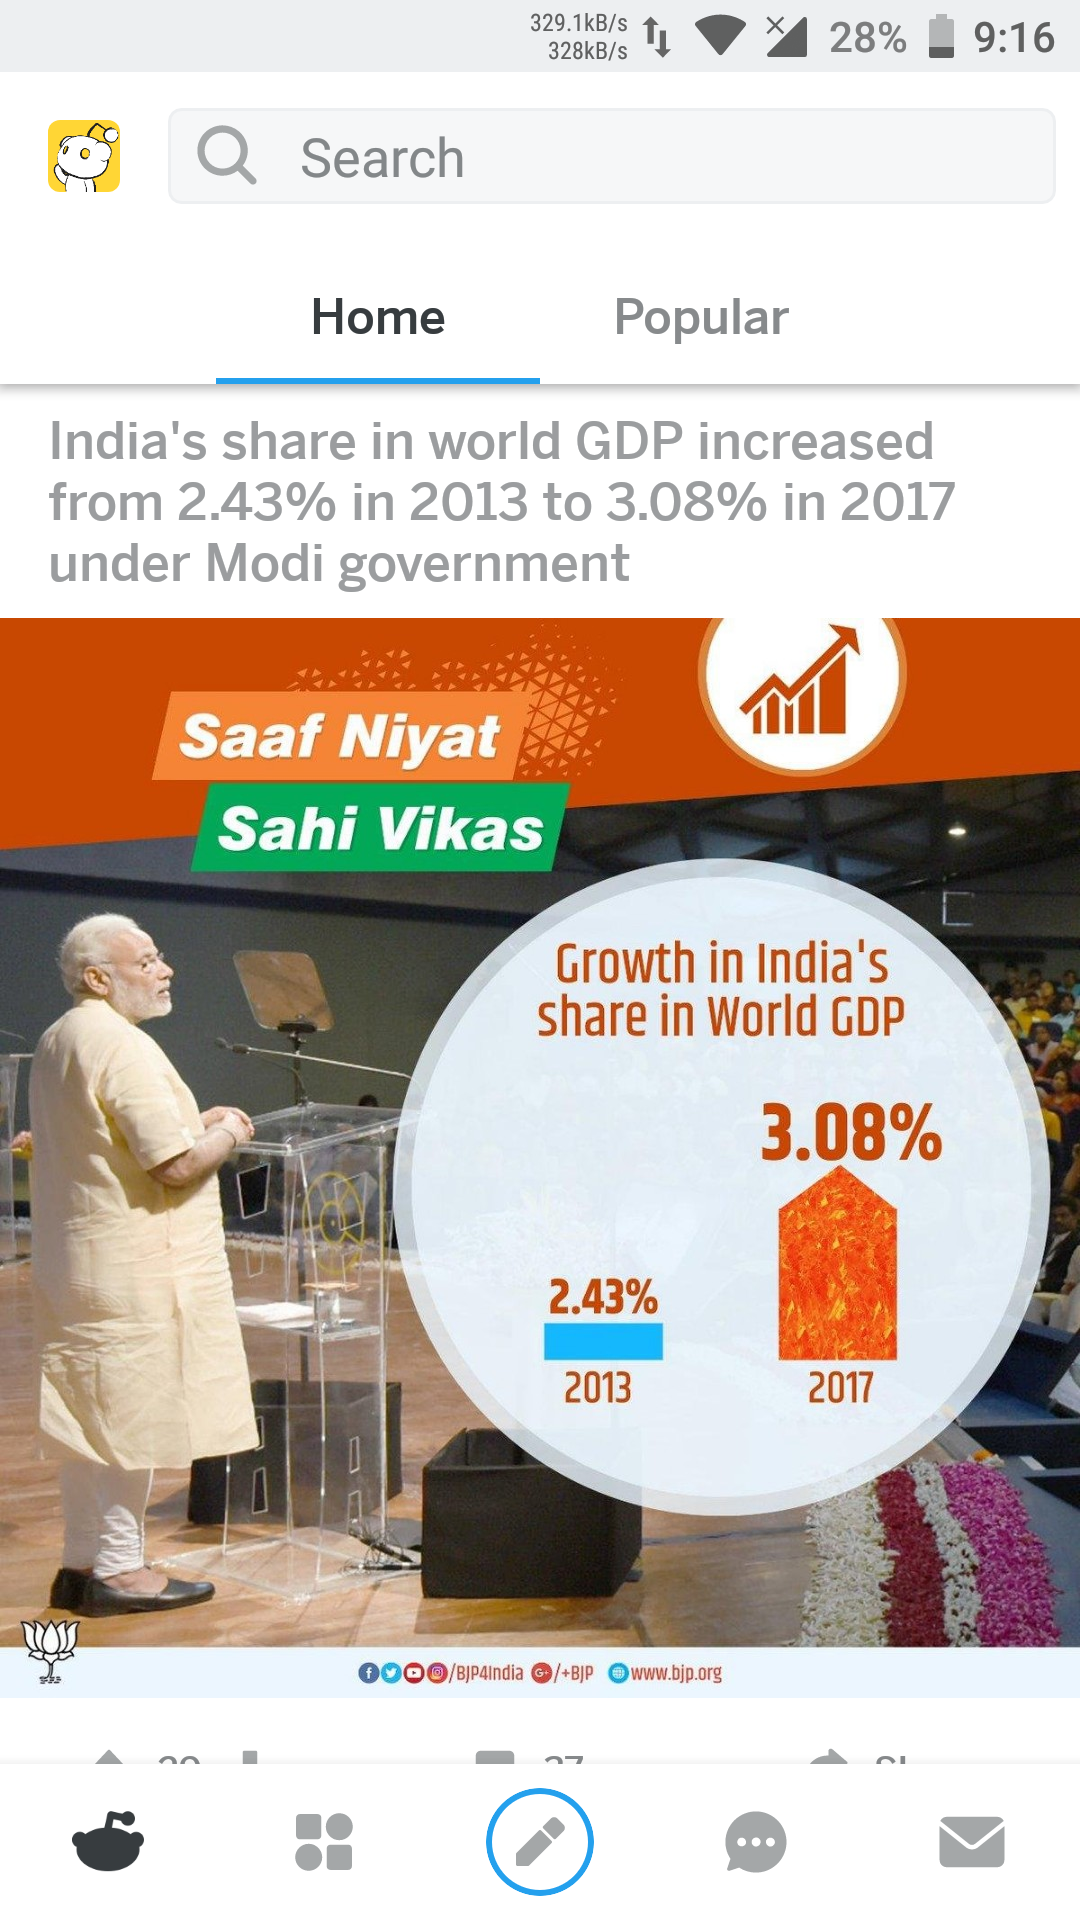 329.1kB/s
328kB/s
28%
9:16
Search
Home
Popular
India's share in world GDP increased
from 2.43% in 2013 to 3.08% in 2017
under Modi government
Saaf Niyat
Sahi Vikas
Growth in India's
share in World GDP
3.08%
2.43%
2013
2017
/BJP4India
G+
/+BJP
www.bjp.org